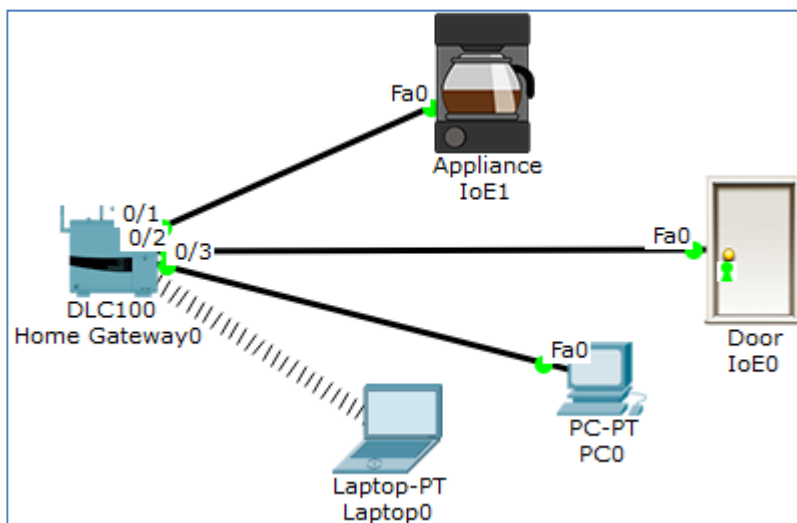 Fa0
Appliance
IoE1
0/1
0/2
0/3
Fa0
DLC100
Home Gateway0
Door
IoE0
Fa0
PC-PT
PC0
Laptop-PT
Laptop0